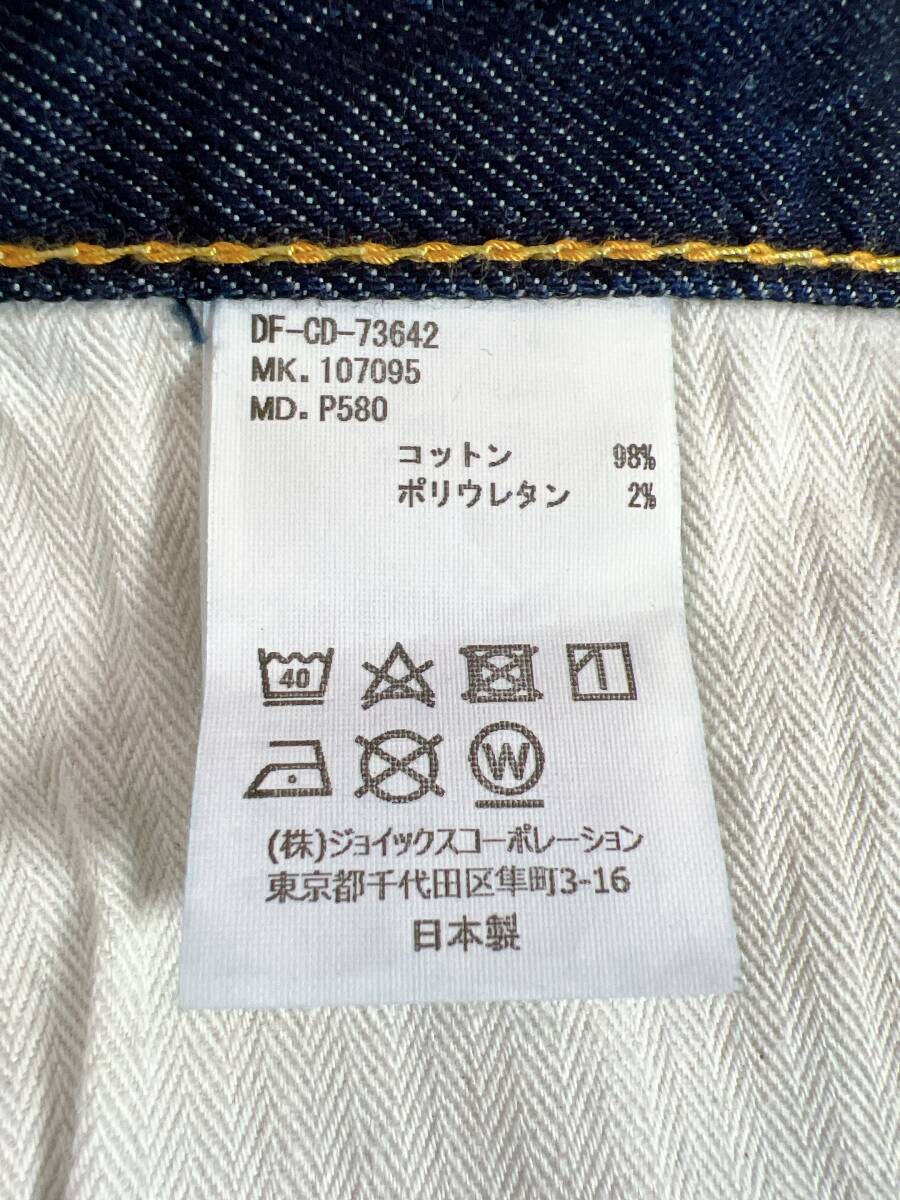 DF-CD-73642
MK. 107095
MD. P580
コットン 98%
ポリウレタン 2%
40
W
(株)ジョイックスコーポレーション
東京都千代田区隼町3-16
日本製